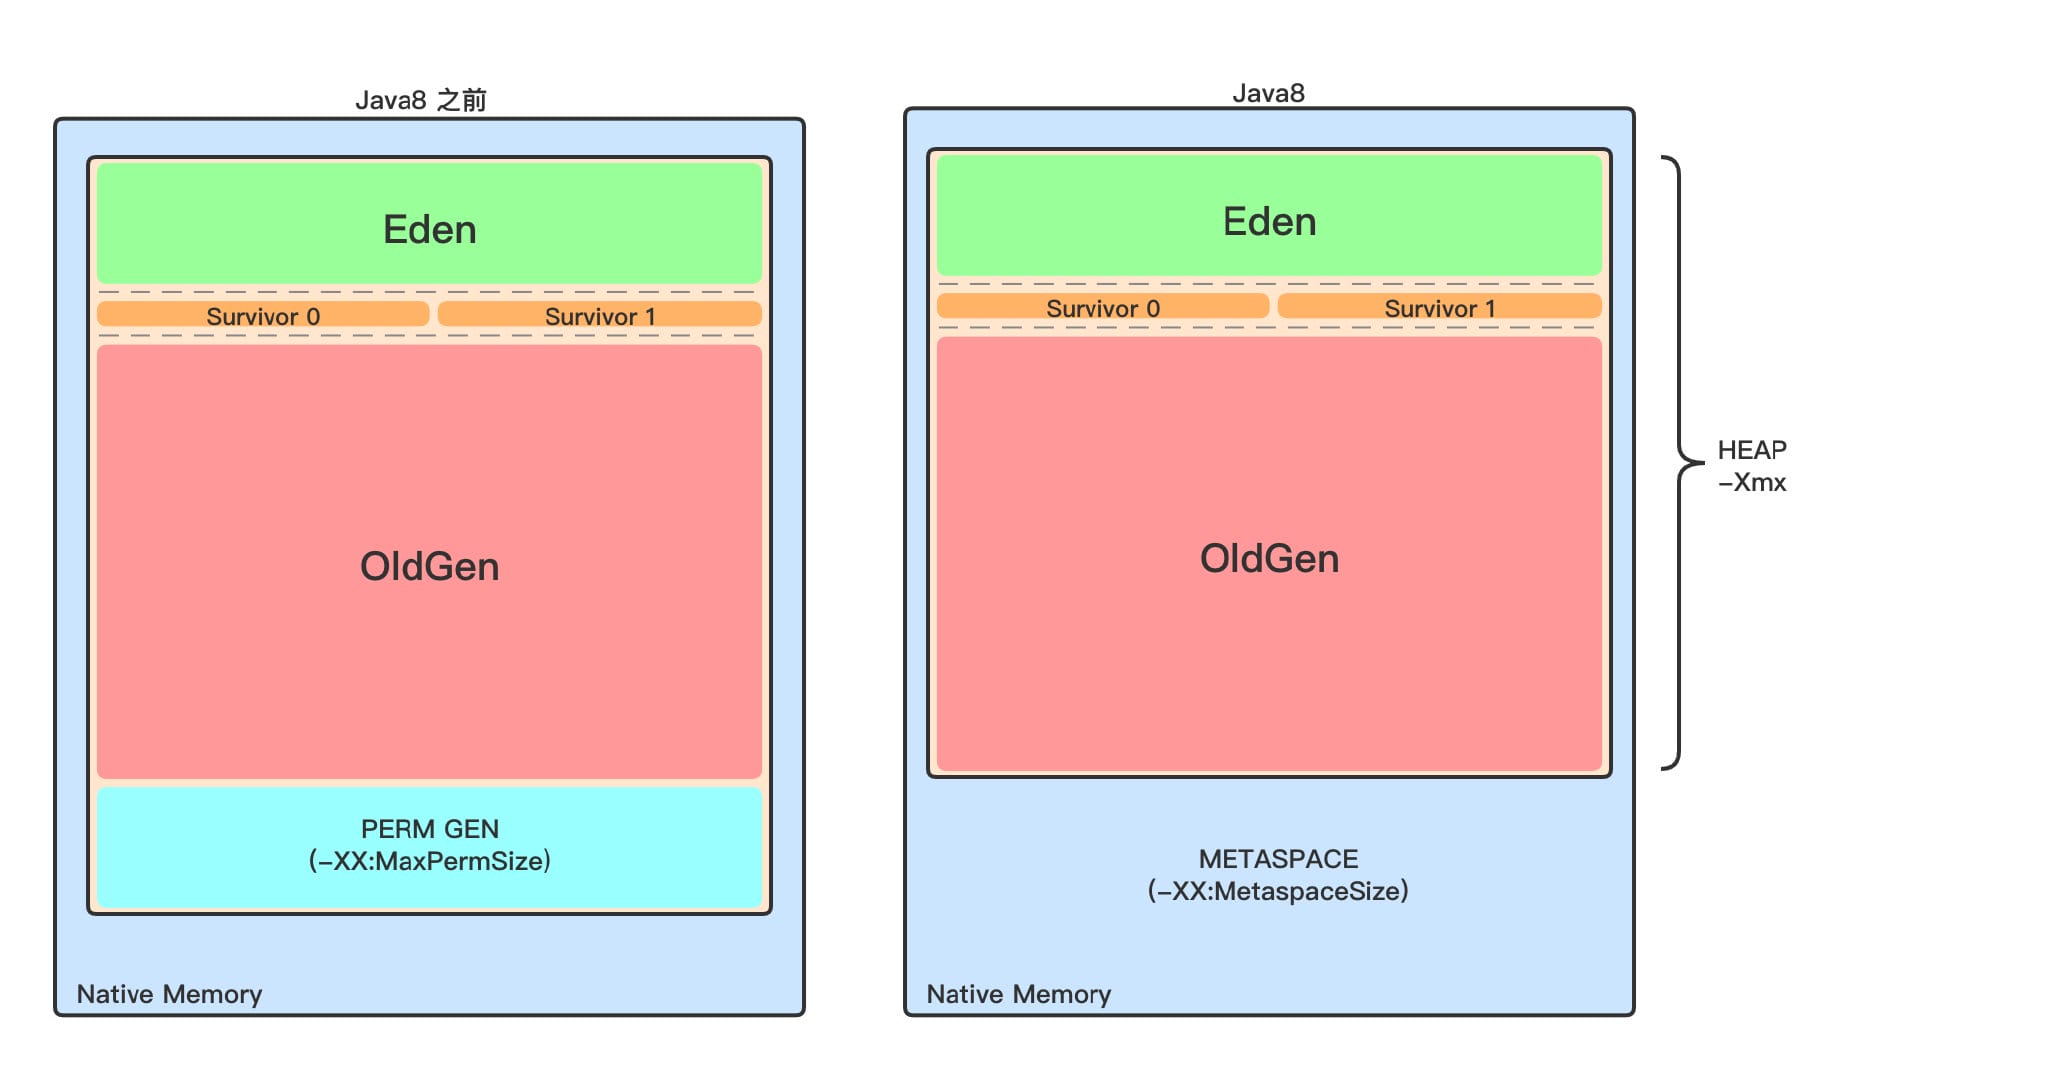 Java8 之前
Eden
Survivor 0
Survivor 1
OldGen
PERM GEN
(-XX:MaxPermSize)
Native Memory
Java8
Eden
Survivor 0
Survivor 1
OldGen
METASPACE
(-XX:MetaspaceSize)
Native Memory
HEAP
-Xmx